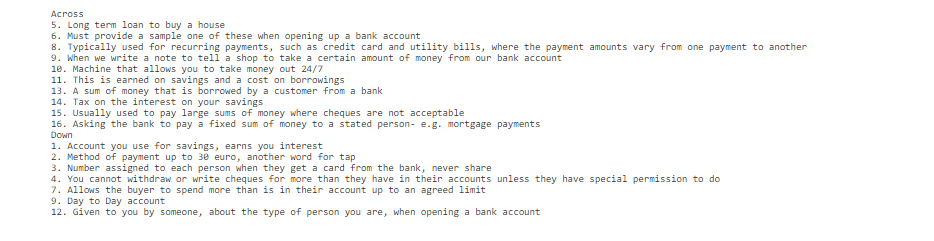 Across
5. Long term loan to buy a house
6. Must provide a sample one of these when opening up a bank account
8. Typically used for recurring payments, such as credit card and utility bills, where the payment amounts vary from one payment to another
9. When we write a note to tell a shop to take a certain amount of money from our bank account
10. Machine that allows you to take money out 24/7
11. This is earned on savings and a cost on borrowings
13. A sum of money that is borrowed by a customer from a bank
14. Tax on the interest on your savings
15. Usually used to pay large sums of money where cheques are not acceptable
16. Asking the bank to pay a fixed sum of money to a stated person- e.g. mortgage payments
Down
1. Account you use for savings, earns you interest
2. Method of payment up to 30 euro, another word for tap
3. Number assigned to each person when they get a card from the bank, never share
4. You cannot withdraw or write cheques for more than they have in their accounts unless they have special permission to do
7. Allows the buyer to spend more than is in their account up to an agreed limit
9. Day to Day account
12. Given to you by someone, about the type of person you are, when opening a bank account